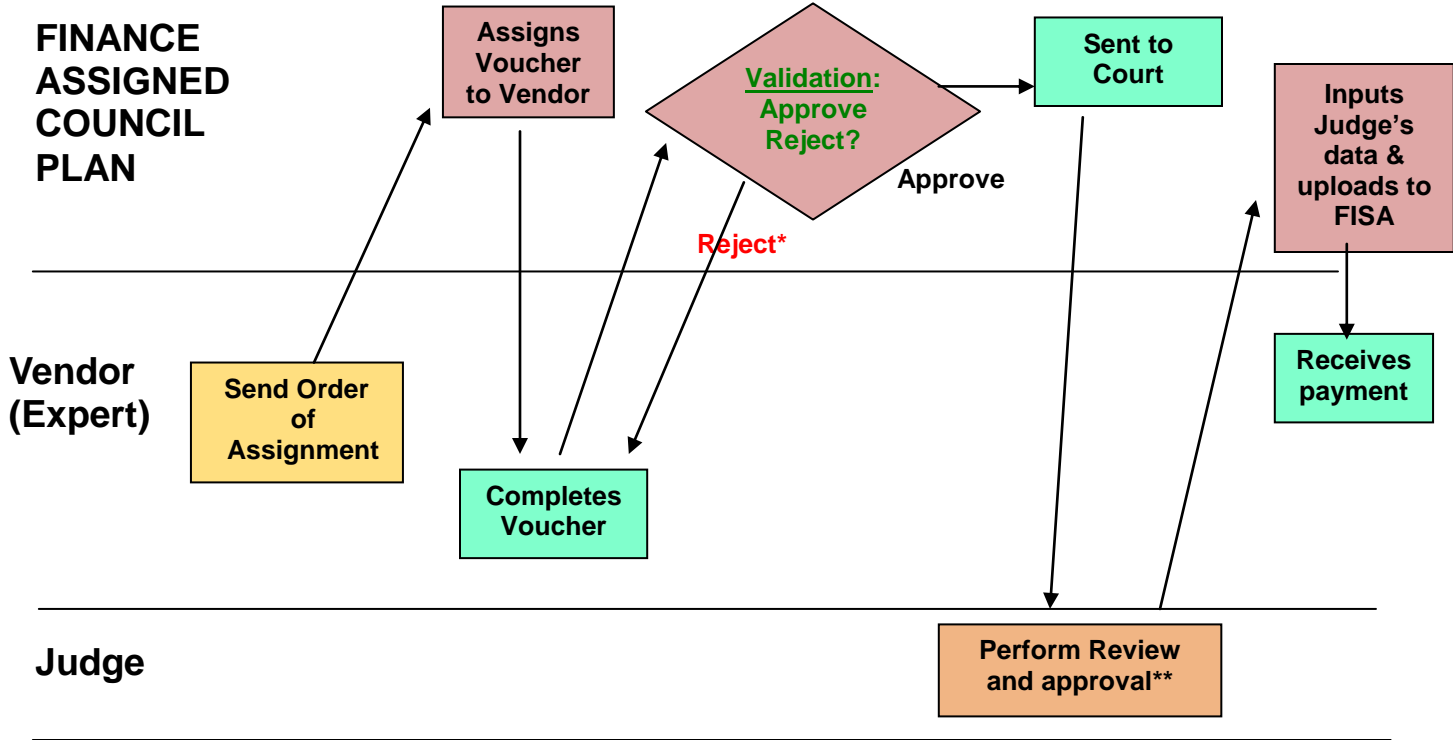 FINANCE
ASSIGNED
COUNCIL
PLAN
Assigns
Voucher
to Vendor
Validation:
Approve
Reject?
Approve
Reject*
Sent to
Court
Inputs
Judge’s
data &
uploads to
FISA
Vendor
(Expert)
Send Order
of
Assignment
Completes
Voucher
Receives
payment
Judge
Perform Review
and approval**